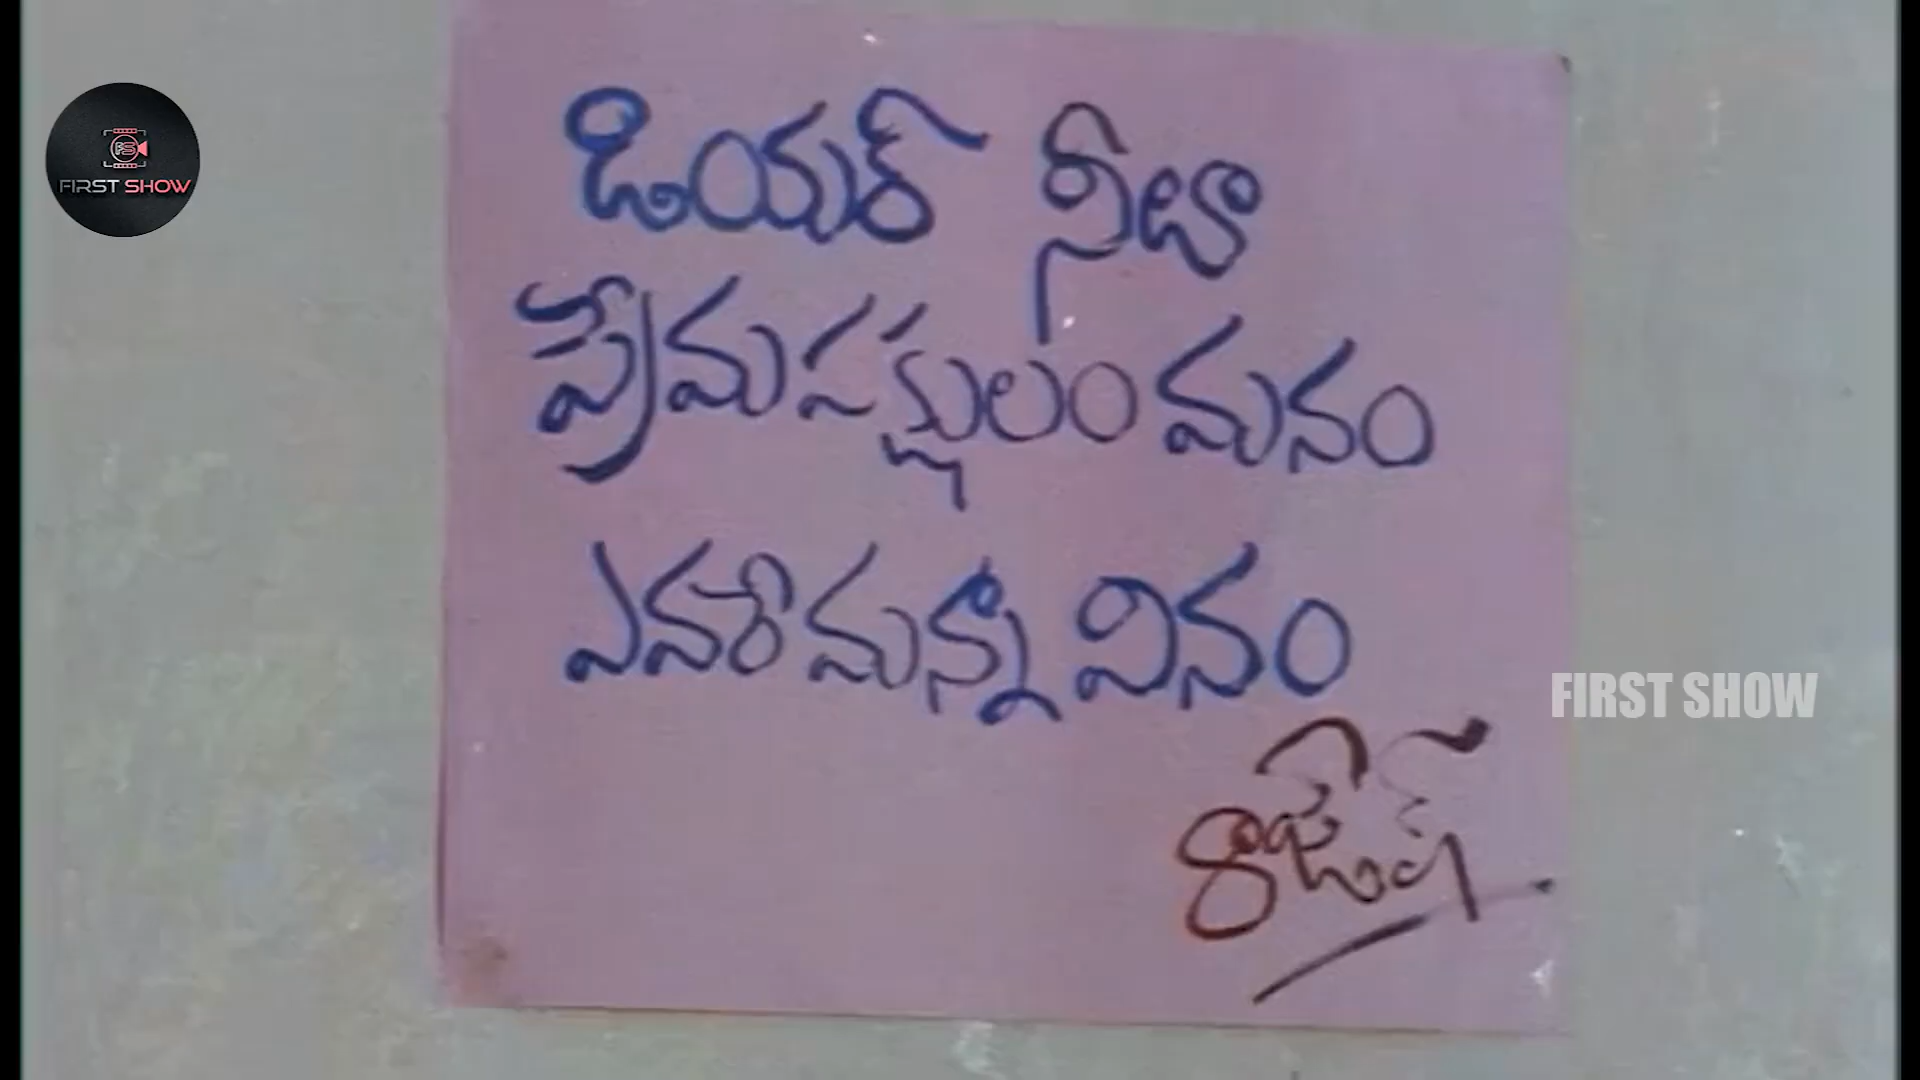 FIRST SHOW
డియర్ నీటా
ప్రేమపక్షులం మనం
ఎవరేమన్నా వినం
FIRST SHOW
రాజేష్